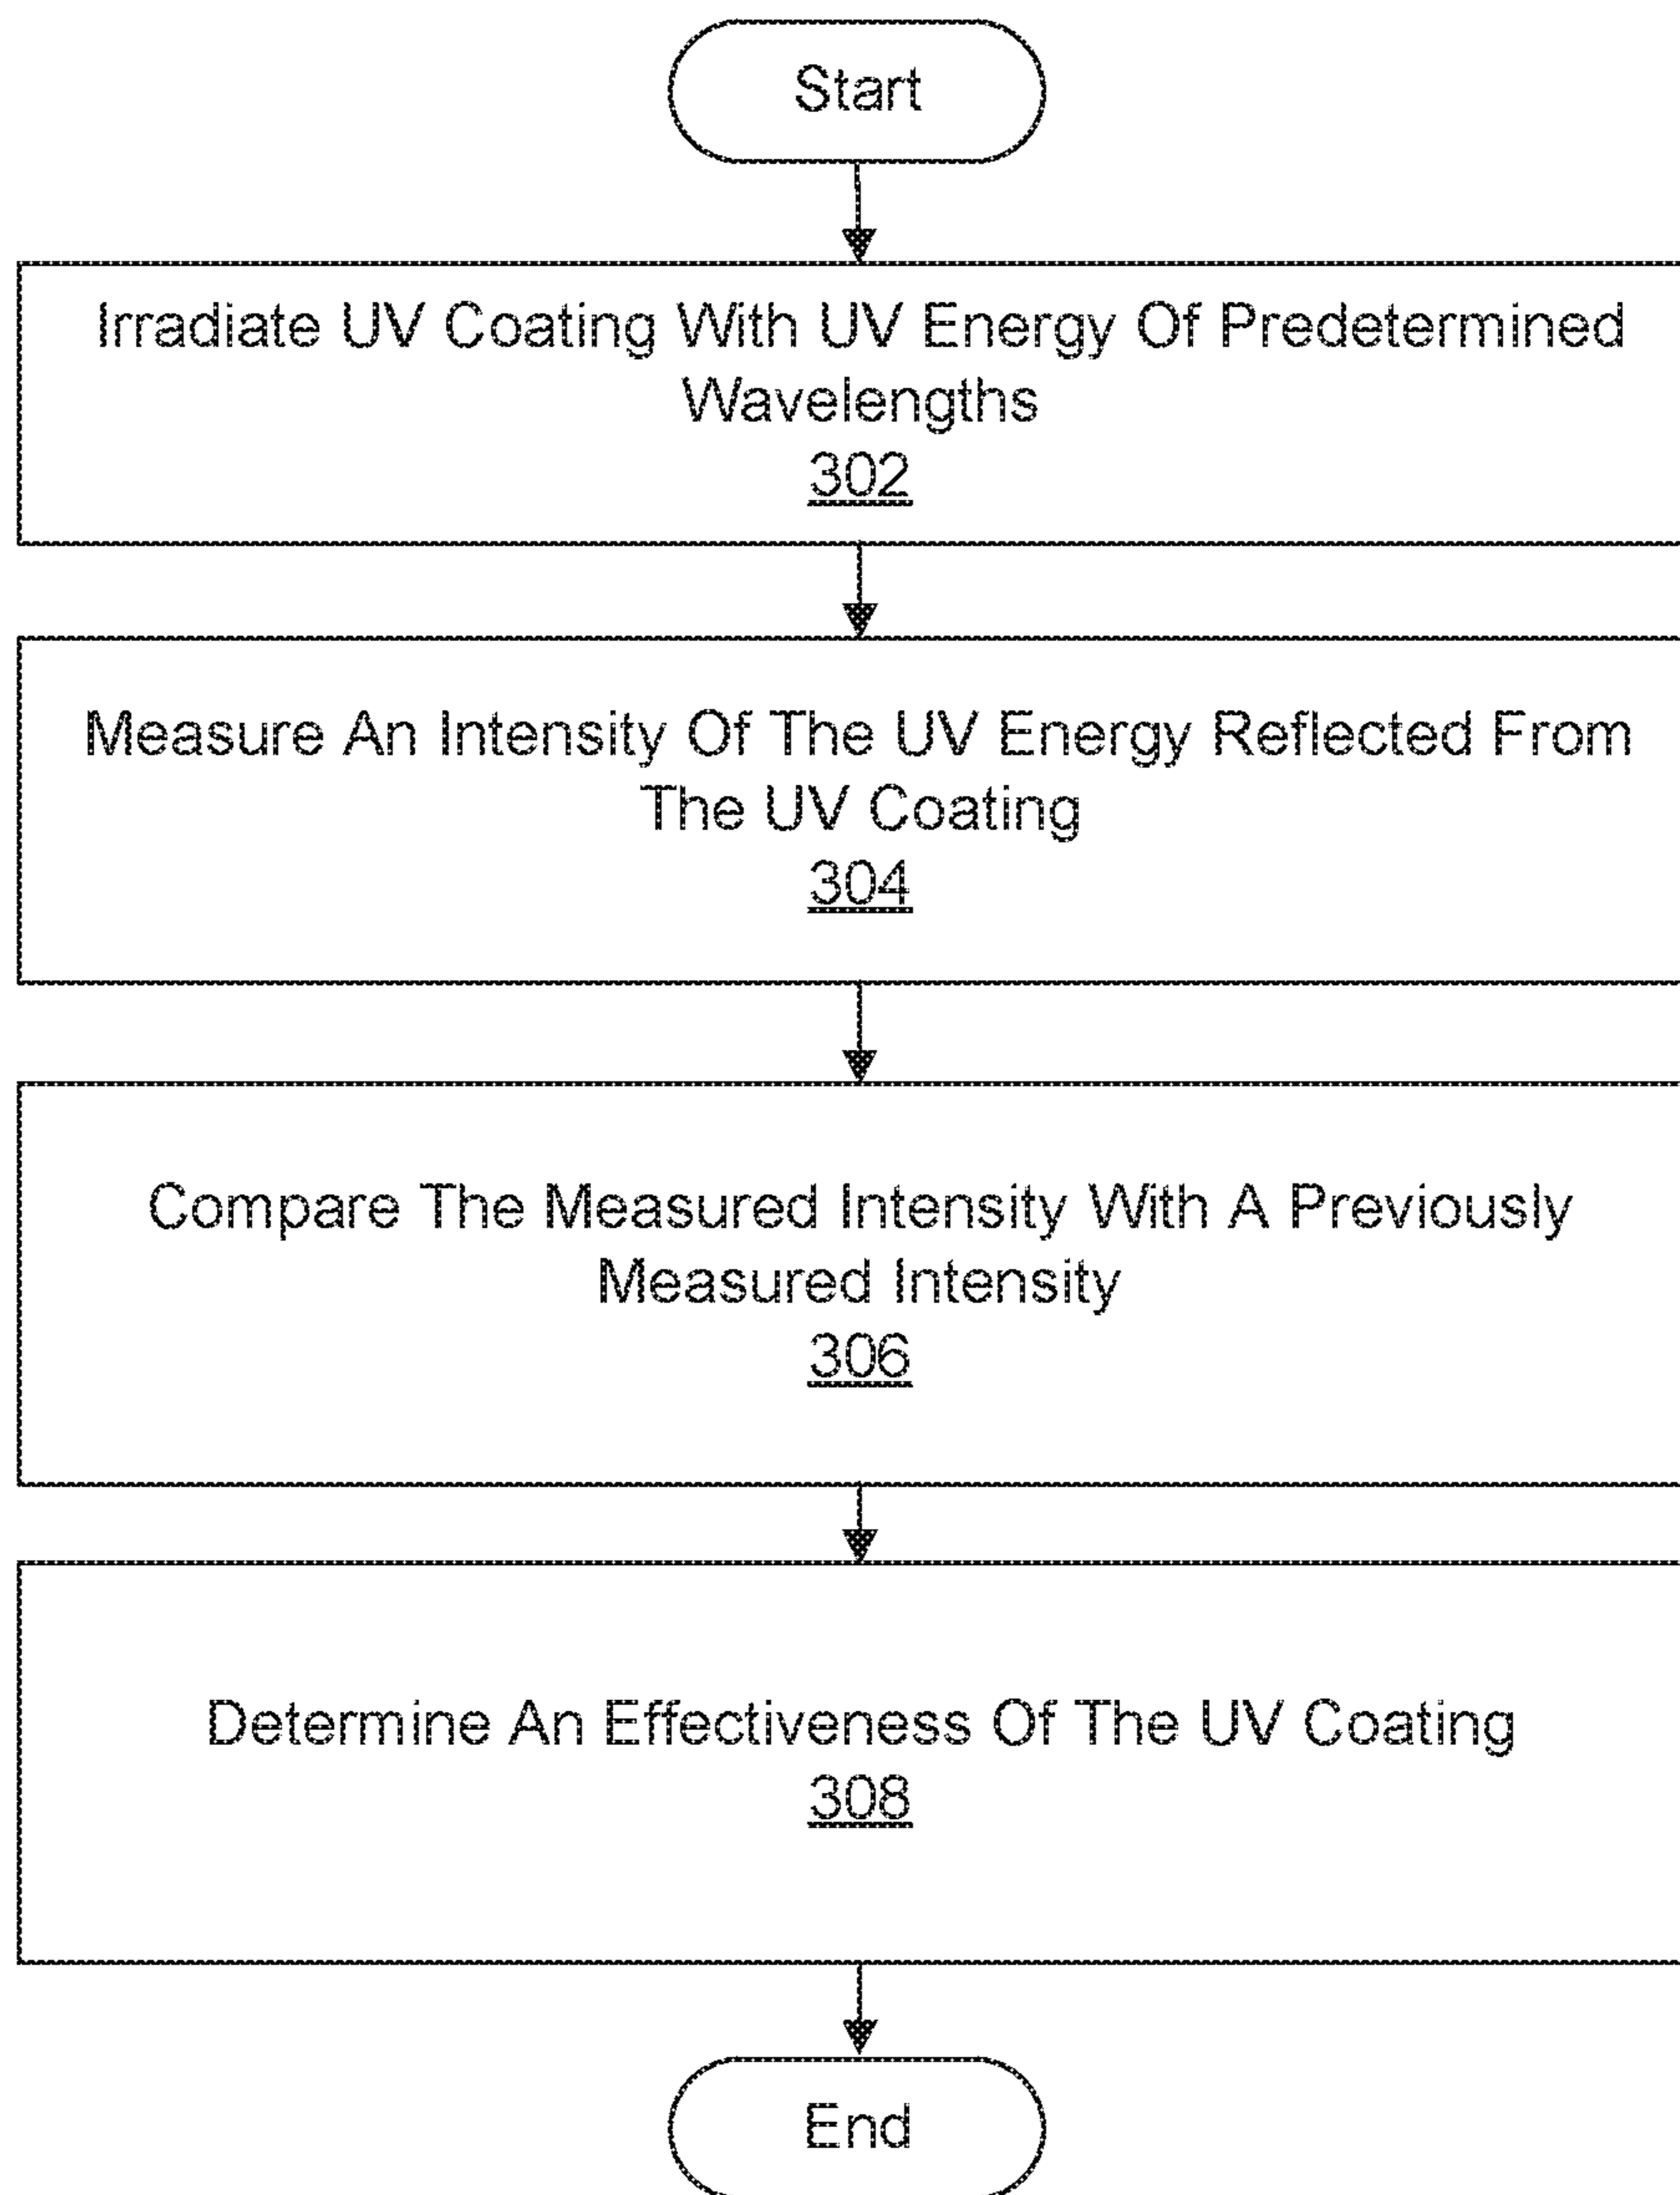 Start
Irradiate UV Coating With UV Energy Of Predetermined
Wavelengths
302
Measure An Intensity Of The UV Energy Reflected From
The UV Coating
304
Compare The Measured Intensity With A Previously
Measured Intensity
306
Determine An Effectiveness Of The UV Coating
308
End